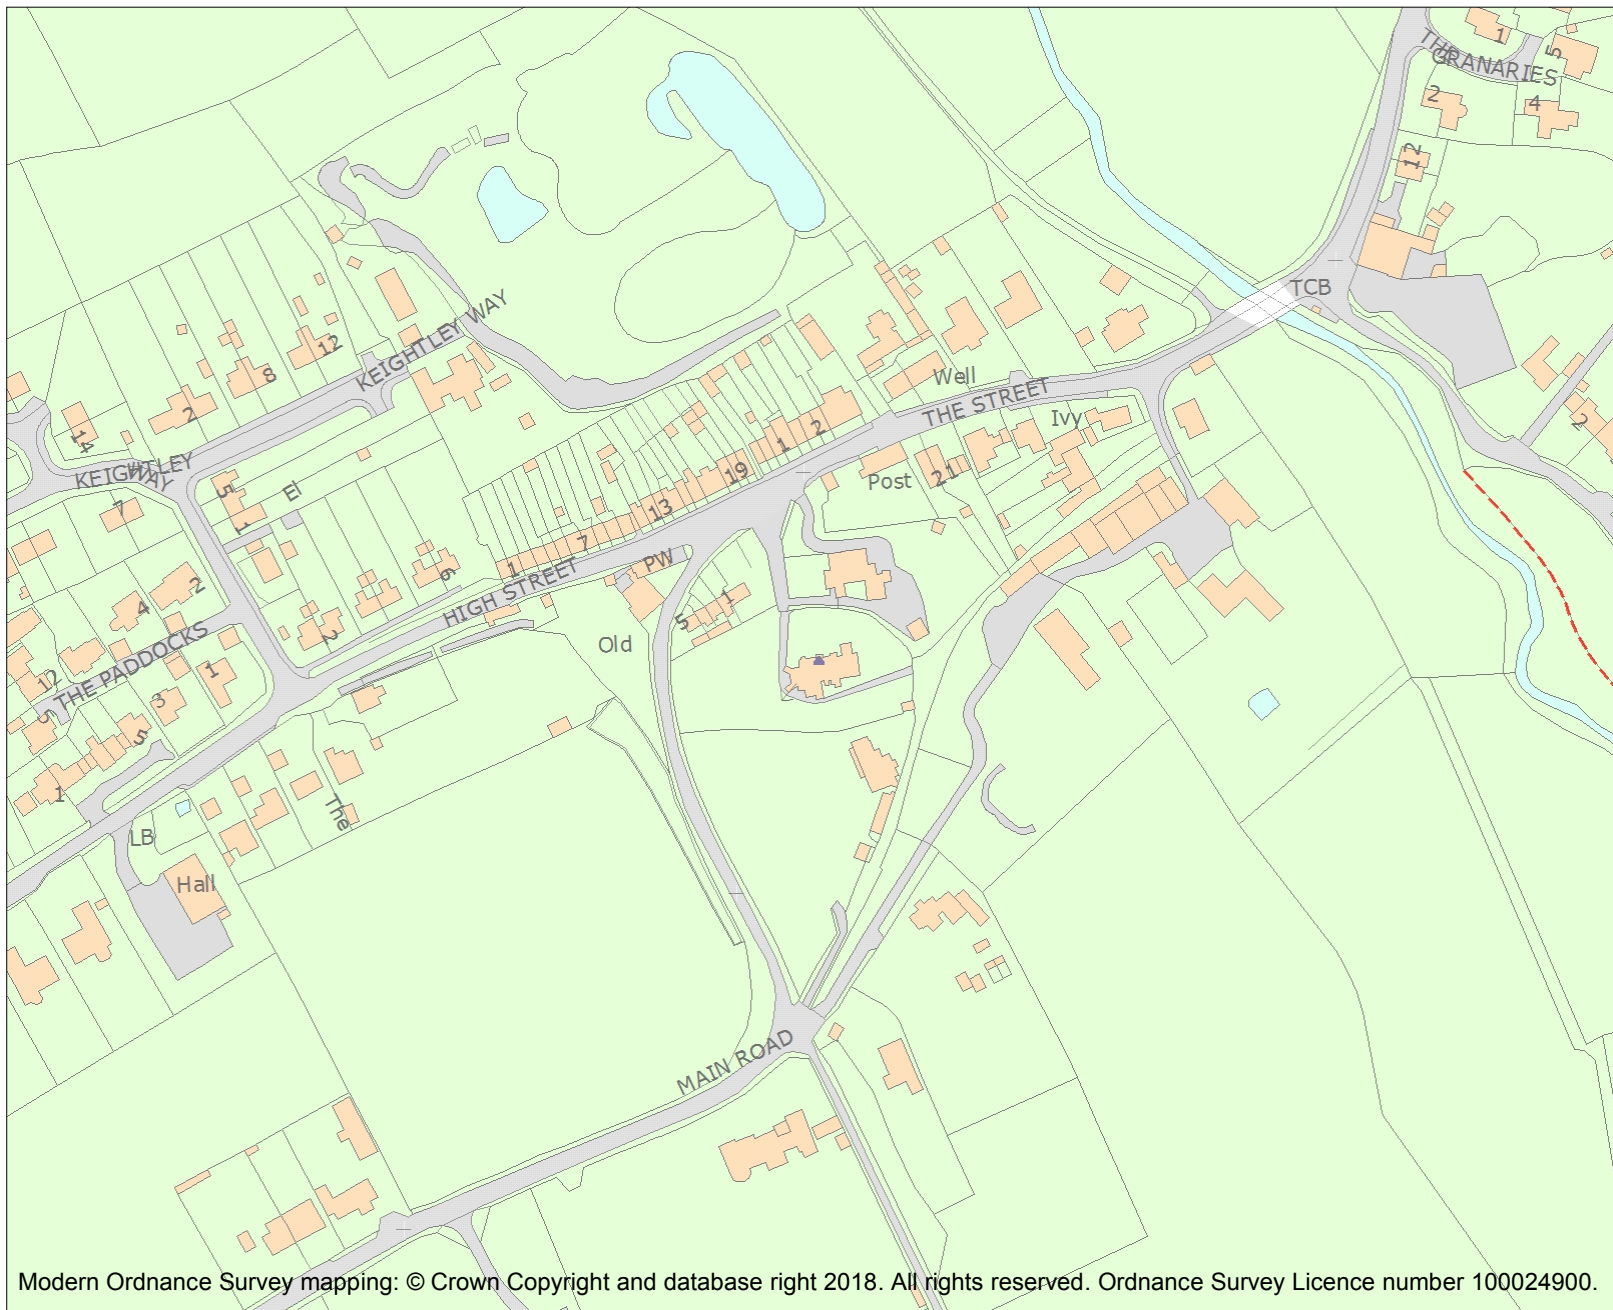 THE
GRANARIES
1
5
2
4
12
TCB
KEIGHTLEY WAY
12
8
2
14
KEIGHTLEY
WAY
7
5
El
1
Well
THE STREET
Ivy
2
2
1
19
Post
21
13
7
1
HIGH STREET
PW
6
2
5
1
Old
2
4
THE PADDOCKS
12
1
3
5
5
1
The
LB
Hall
MAIN ROAD
Modern Ordnance Survey mapping: © Crown Copyright and database right 2018. All rights reserved. Ordnance Survey Licence number 100024900.